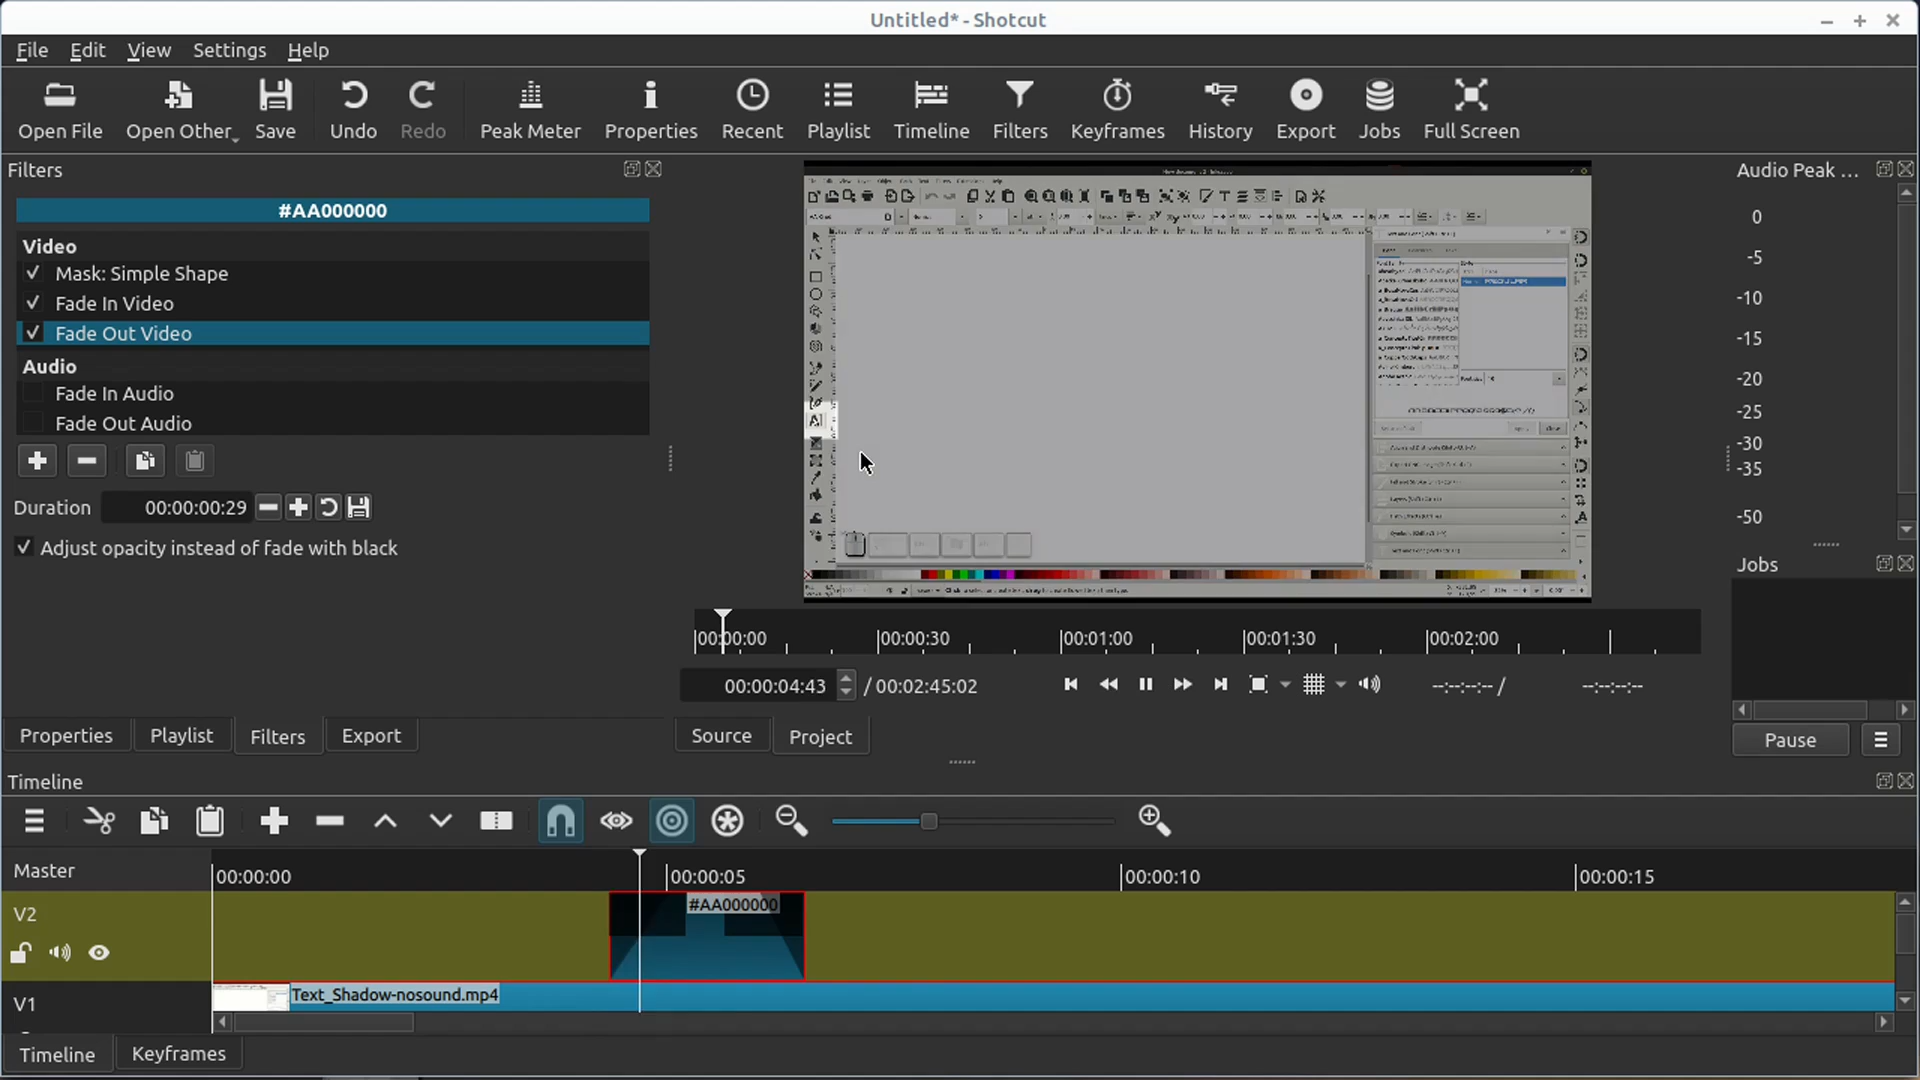 Untitled* - Shotcut
File Edit View Settings Help
Open File Open Other Save Undo Redo Peak Meter Properties Recent Playlist Timeline Filters Keyframes History Export Jobs Full Screen
Filters
#AA000000
Video
Mask: Simple Shape
Fade In Video
Fade Out Video
Audio
Fade In Audio
Fade Out Audio
Duration 00:00:00:29
Adjust opacity instead of fade with black
Properties Playlist Filters Export
00:00:00 00:00:30 00:01:00 00:01:30 00:02:00
00:00:04:43 / 00:02:45:02 --:--:--:-- / --:--:--:--
Source Project
Audio Peak ...
0
-5
-10
-15
-20
-25
-30
-35
-50
Jobs
Pause
Timeline
Master 00:00:00 00:00:05 00:00:10 00:00:15
V2 #AA000000
V1 Text_Shadow-nosound.mp4
Timeline Keyframes